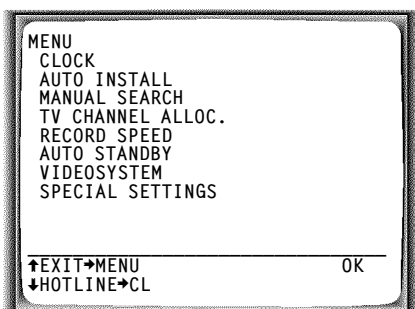 MENU
CLOCK
AUTO INSTALL
MANUAL SEARCH
TV CHANNEL ALLOC.
RECORD SPEED
AUTO STANDBY
VIDEOSYSTEM
SPECIAL SETTINGS
↑EXIT→MENU OK
↓HOTLINE→CL